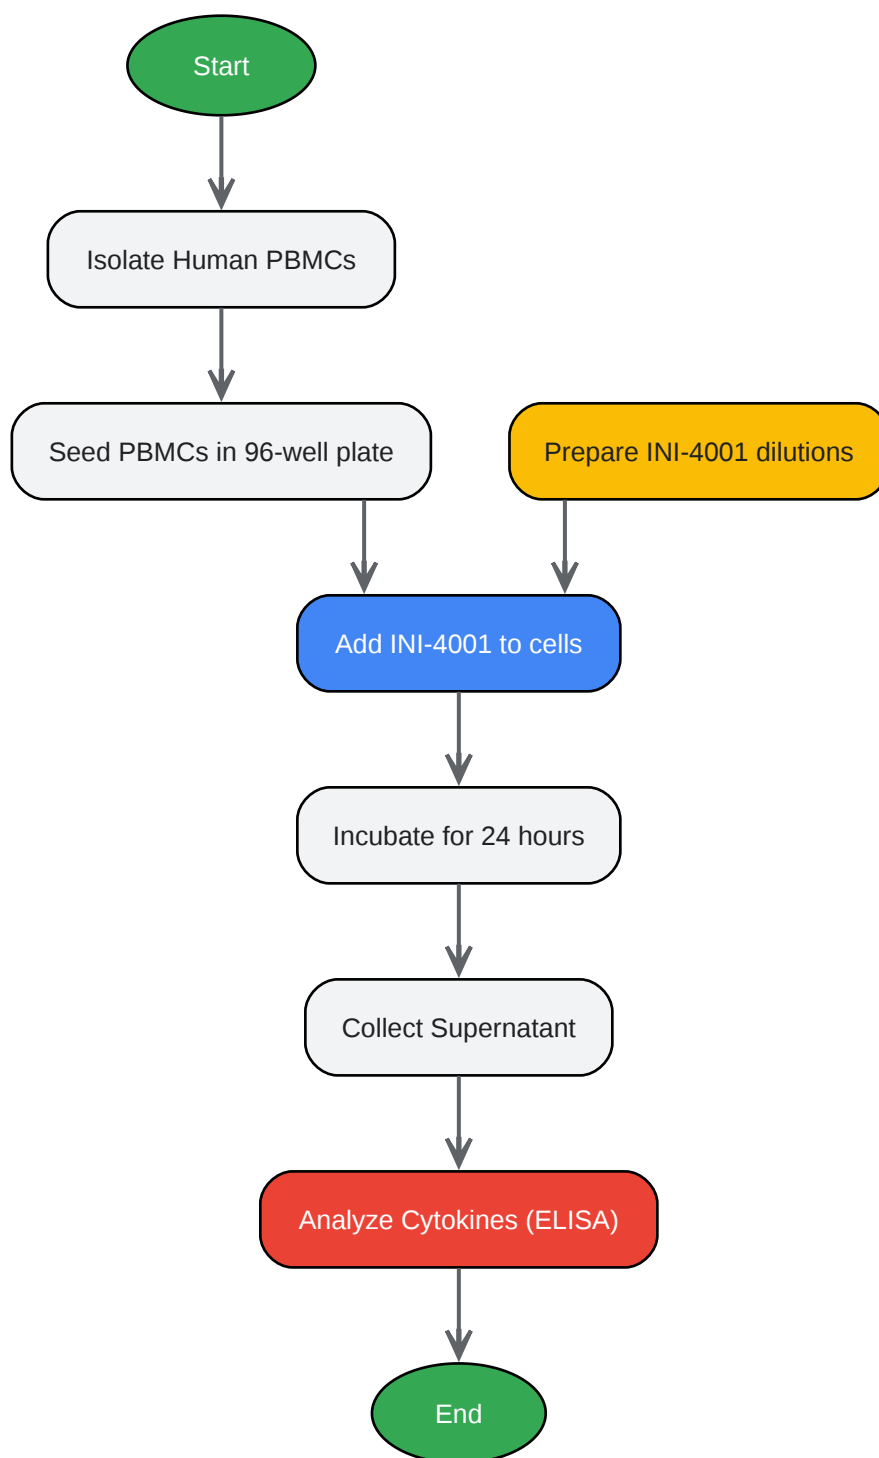 Start
Isolate Human PBMCs
Seed PBMCs in 96-well plate
Prepare INI-4001 dilutions
Add INI-4001 to cells
Incubate for 24 hours
Collect Supernatant
Analyze Cytokines (ELISA)
End